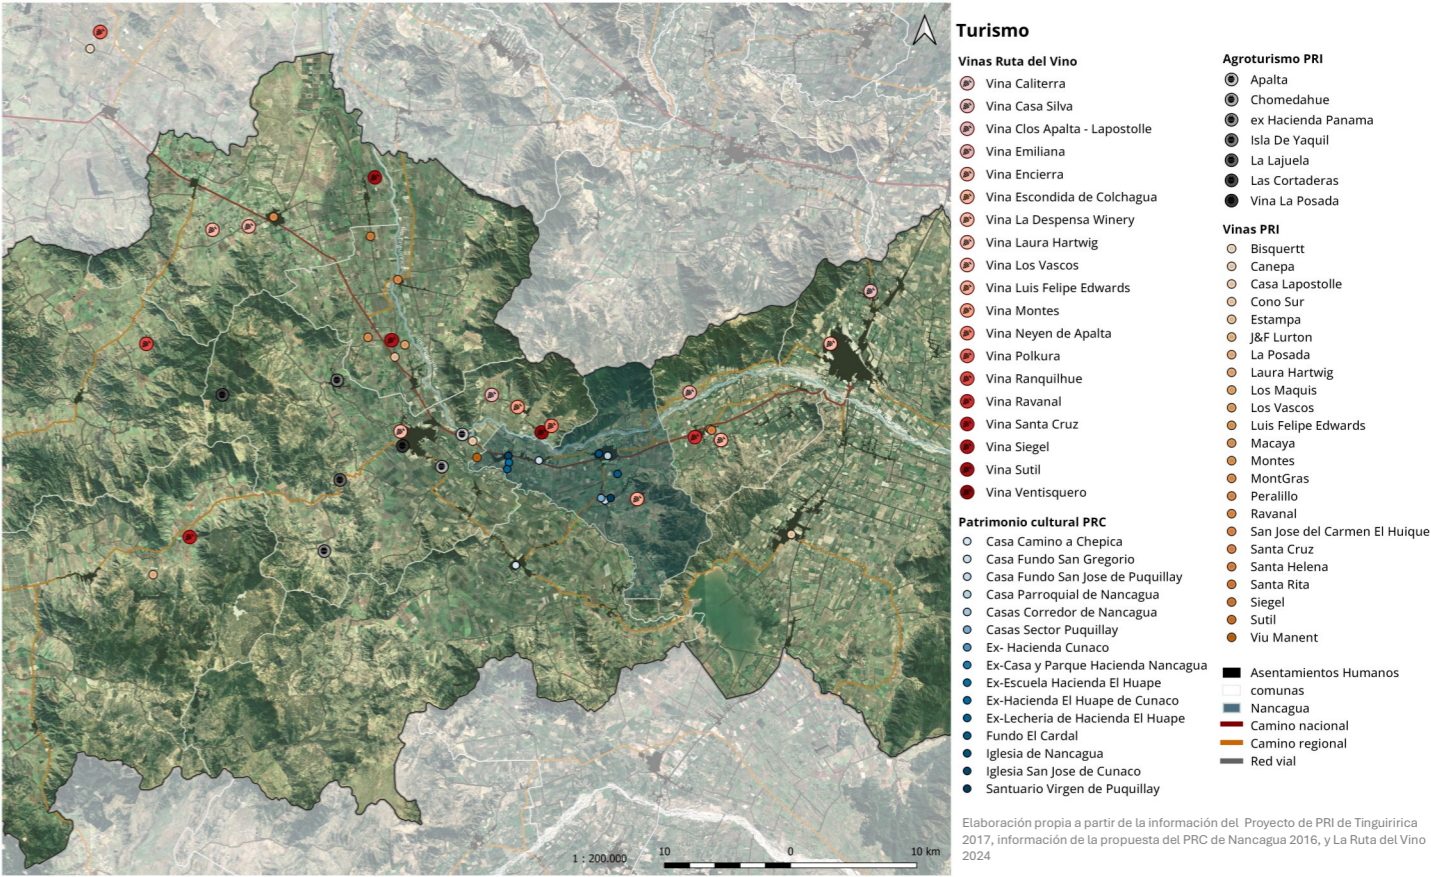 Turismo
Vinas Ruta del Vino
Vina Caliterra
Vina Casa Silva
Vina Clos Apalta - Lapostolle
Vina Emiliana
Vina Encierra
Vina Escondida de Colchagua
Vina La Despensa Winery
Vina Laura Hartwig
Vina Los Vascos
Vina Luis Felipe Edwards
Vina Montes
Vina Neyen de Apalta
Vina Polkura
Vina Ranquilhue
Vina Ravanal
Vina Santa Cruz
Vina Siegel
Vina Sutil
Vina Ventisquero
Patrimonio cultural PRC
Casa Camino a Chepica
Casa Fundo San Gregorio
Casa Fundo San Jose de Puquillay
Casa Parroquial de Nancagua
Casas Corredor de Nancagua
Casas Sector Puquillay
Ex- Hacienda Cunaco
Ex-Casa y Parque Hacienda Nancagua
Ex-Escuela Hacienda El Huape
Ex-Hacienda El Huape de Cunaco
Ex-Lecheria de Hacienda El Huape
Fundo El Cardal
Iglesia de Nancagua
Iglesia San Jose de Cunaco
Santuario Virgen de Puquillay
Agroturismo PRI
Apalta
Chomedahue
ex Hacienda Panama
Isla De Yaquil
La Lajuela
Las Cortaderas
Vina La Posada
Vinas PRI
Bisquertt
Canepa
Casa Lapostolle
Cono Sur
Estampa
J&F Lurton
La Posada
Laura Hartwig
Los Maquis
Los Vascos
Luis Felipe Edwards
Macaya
Montes
MontGras
Peralillo
Ravanal
San Jose del Carmen El Huique
Santa Cruz
Santa Helena
Santa Rita
Siegel
Sutil
Viu Manent
Asentamientos Humanos
comunas
Nancagua
Camino nacional
Camino regional
Red vial
Elaboración propia a partir de la información del Proyecto de PRI de Tinguiririca
2017, información de la propuesta del PRC de Nancagua 2016, y La Ruta del Vino
2024
1 : 200.000
10 0 10 km